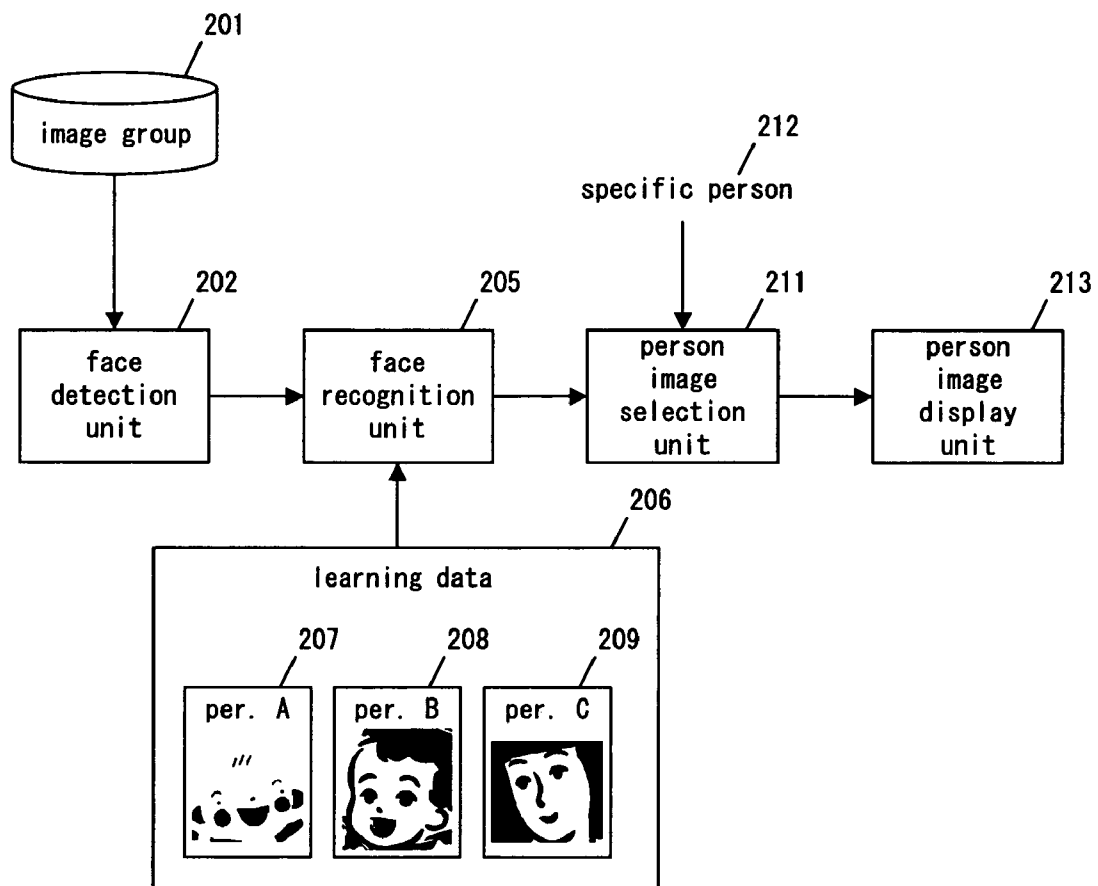 201
image group
212
specific person
202
205
211
213
face
detection
unit
face
recognition
unit
person
image
selection
unit
person
image
display
unit
206
learning data
207
208
209
per. A
per. B
per. C